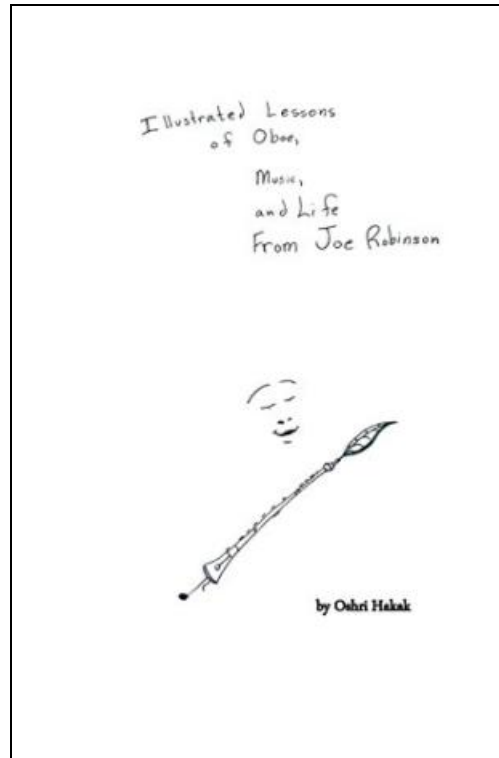 Illustrated Lessons
of Oboe,
Music,
and Life
From Joe Robinson
by Oshri Hakak